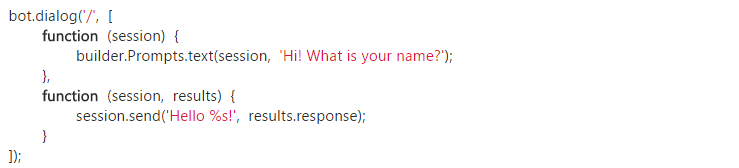 bot.dialog('/', [
    function (session) {
        builder.Prompts.text(session, 'Hi! What is your name?');
    },
    function (session, results) {
        session.send('Hello %s!', results.response);
    }
]);